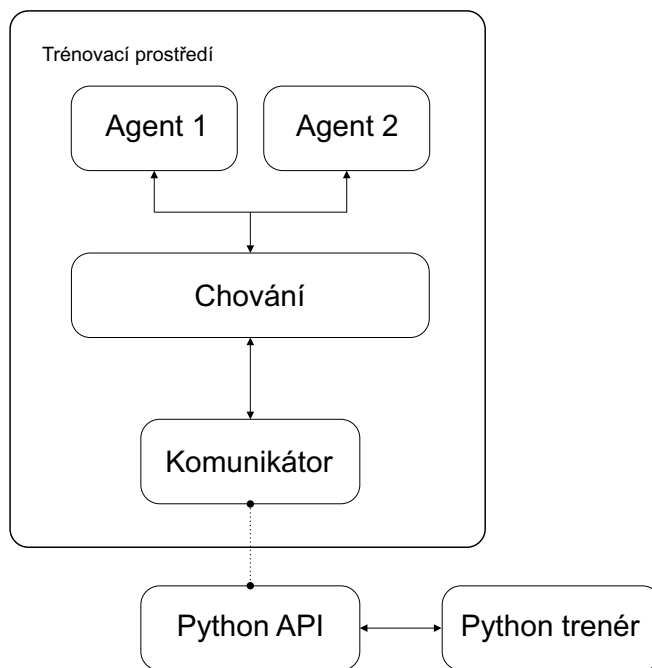 Trénovací prostředí
Agent 1
Agent 2
Chování
Komunikátor
Python API
Python trenér